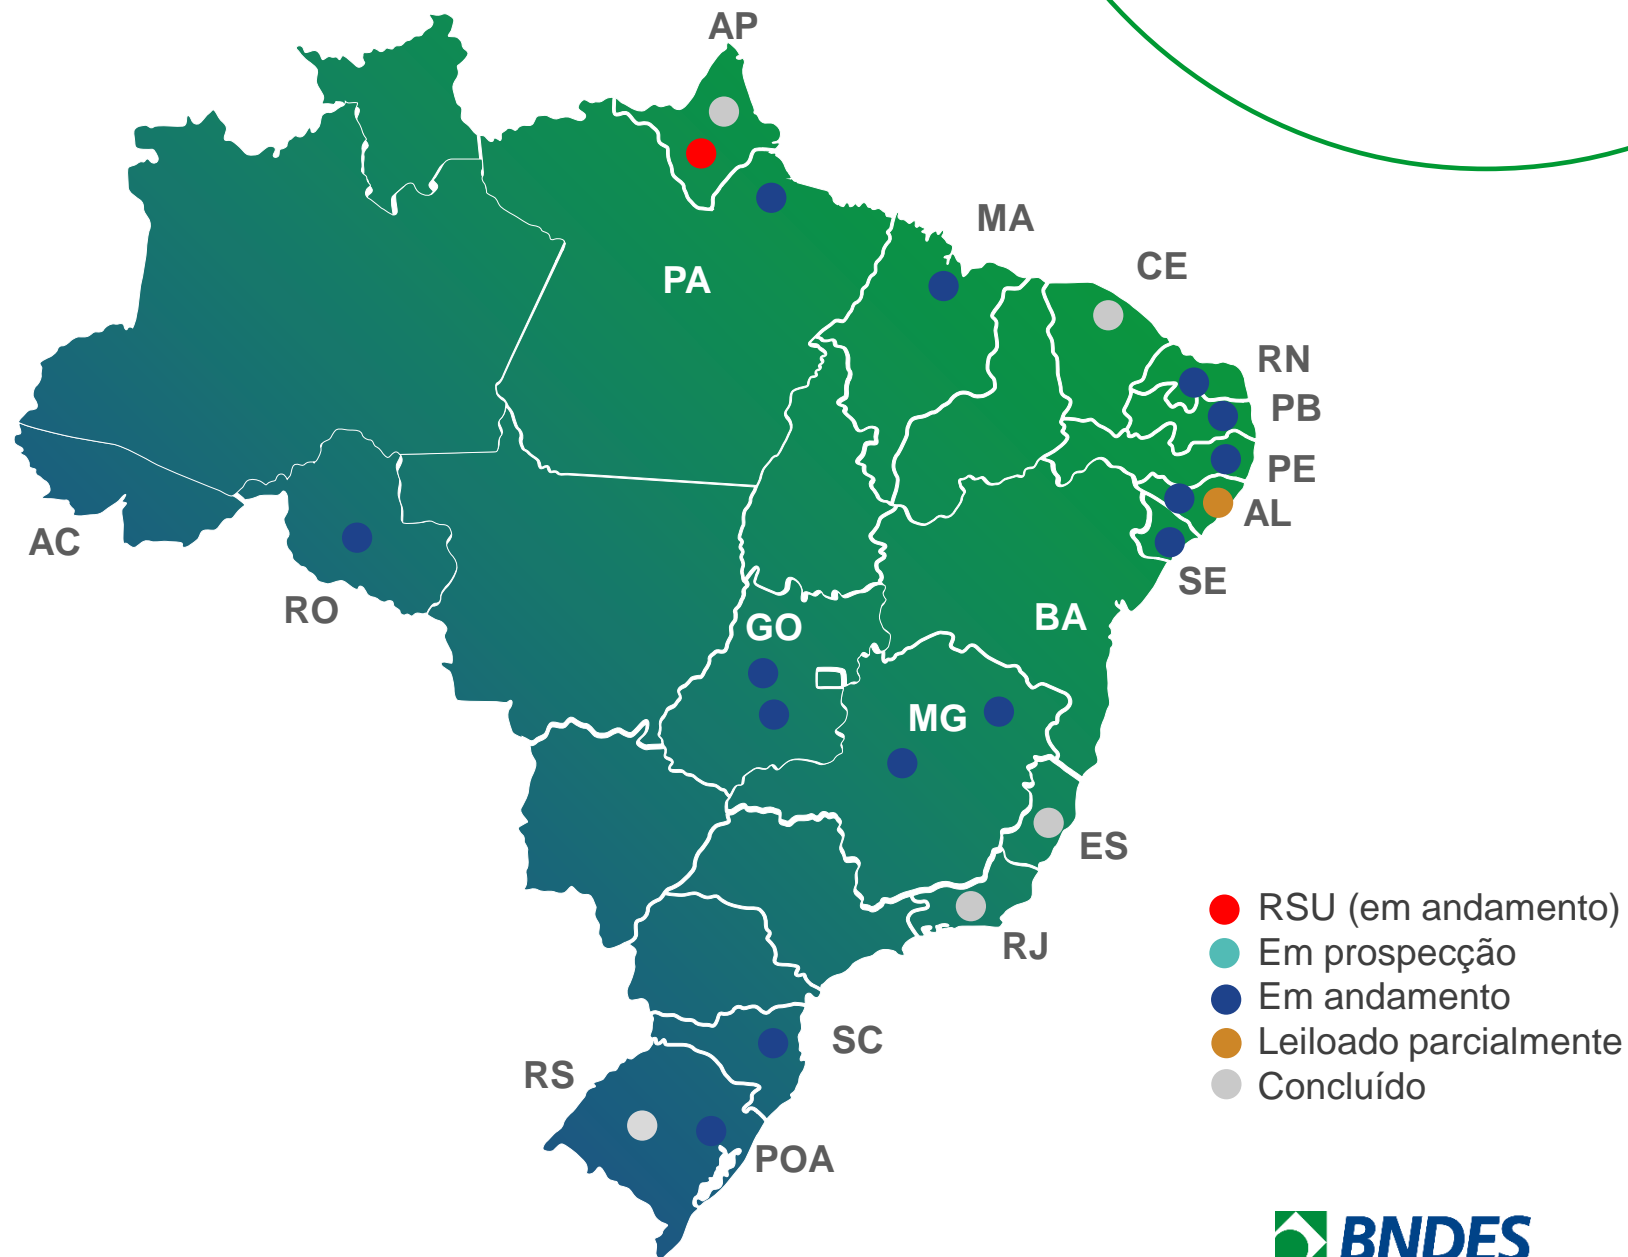 AP
MA
PA
CE
RN
PB
PE
AL
AC
SE
RO
BA
GO
MG
ES
RSU (em andamento)
RJ
Em prospecção
Em andamento
SC
Leiloado parcialmente
RS
Concluído
POA
BNDES